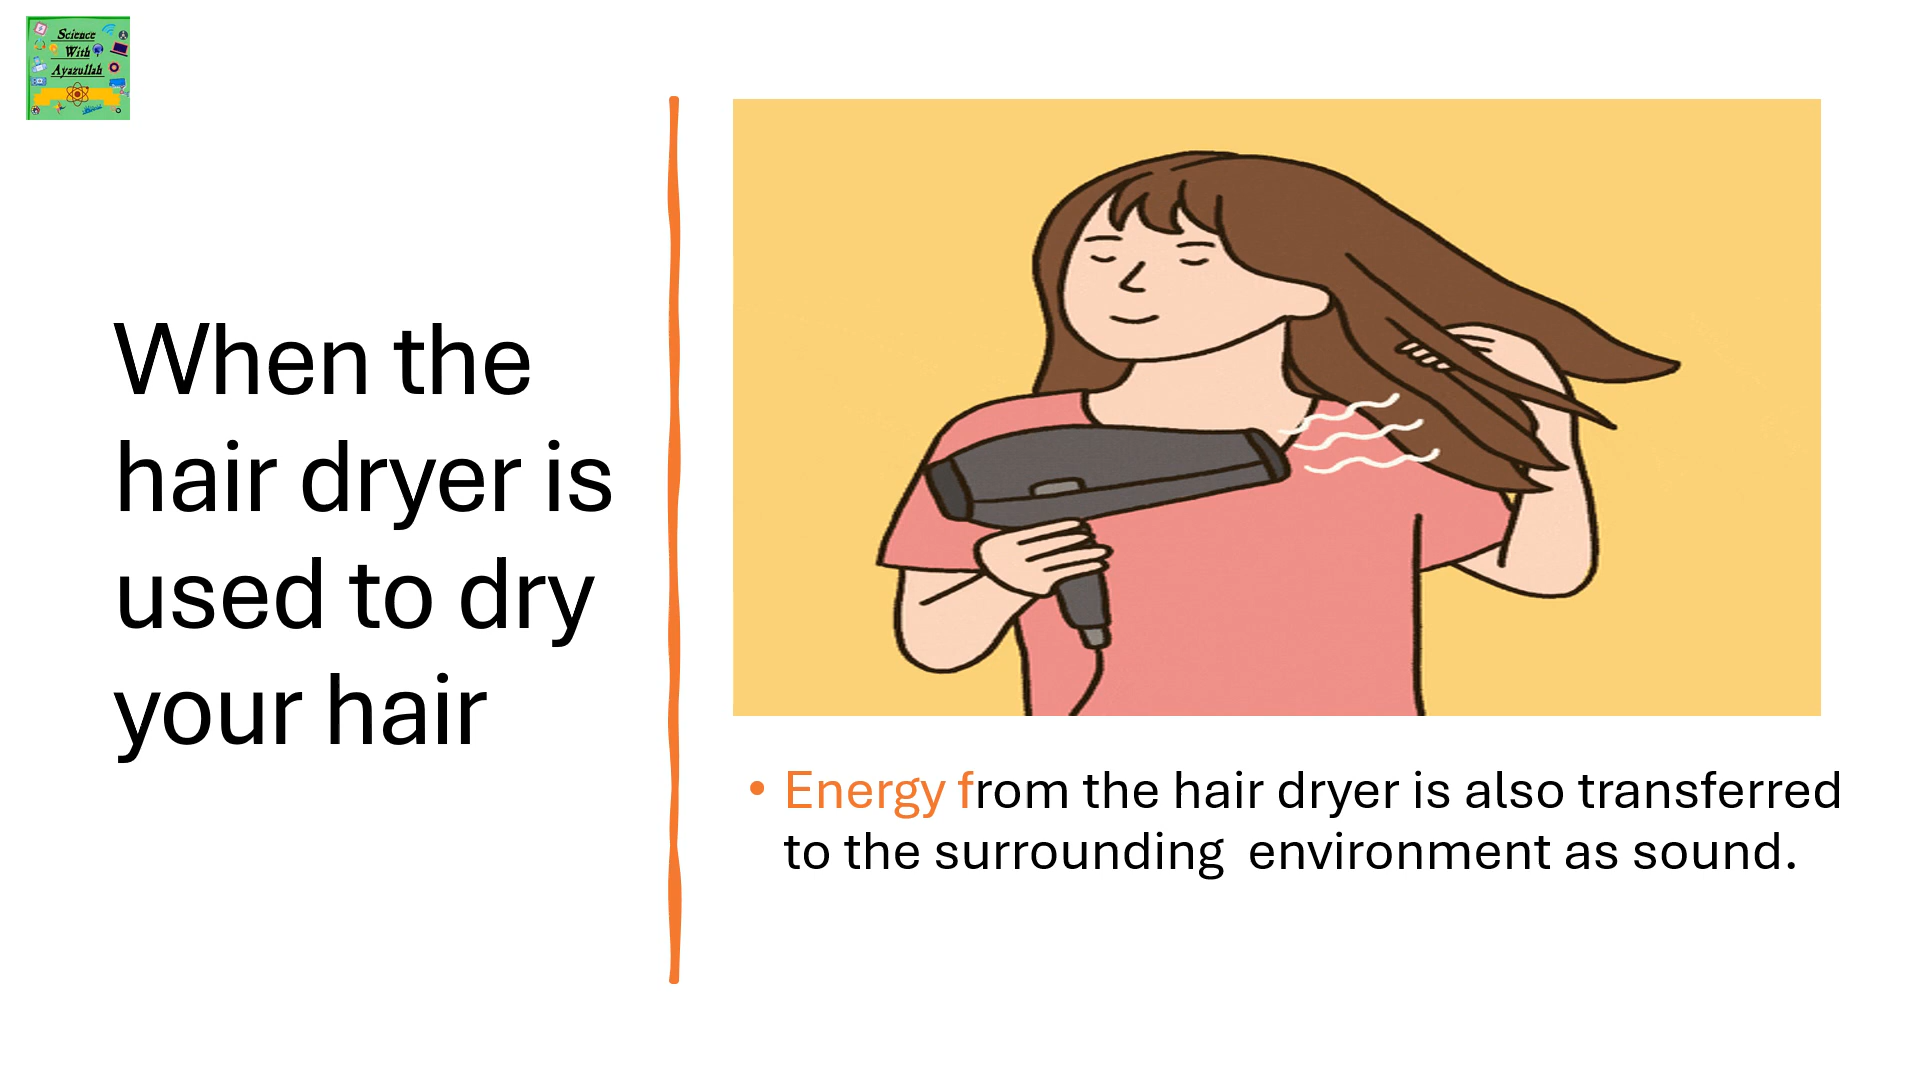 Science
With
Ayazullah
When the
hair dryer is
used to dry
your hair
• Energy from the hair dryer is also transferred
to the surrounding  environment as sound.